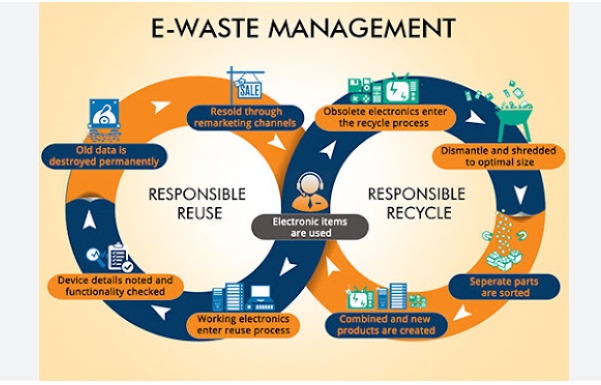 E-WASTE MANAGEMENT
SALE
Resold through
remarketing channels
Obsolete electronics enter
the recycle process
Old data is
destroyed permanently
Dismantle and shredded
to optimal size
RESPONSIBLE
REUSE
RESPONSIBLE
RECYCLE
Electronic items
are used
Device details noted and
functionality checked
Seperate parts
are sorted
Working electronics
enter reuse process
Combined and new
products are created